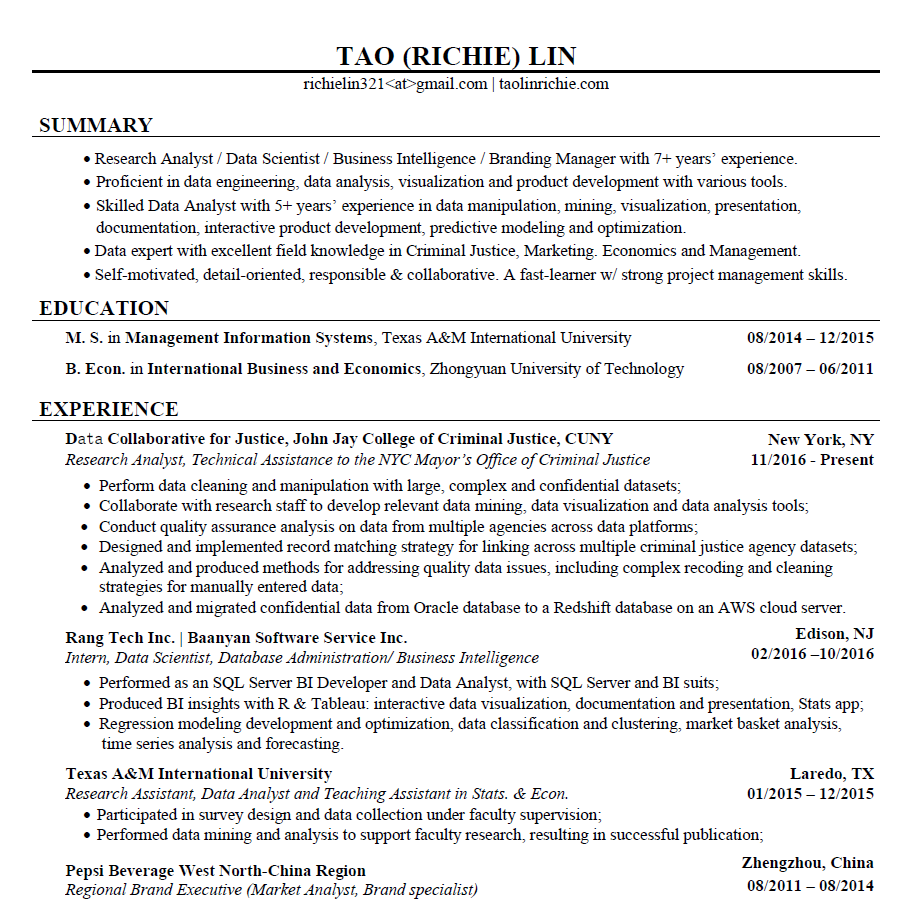 TAO (RICHIE) LIN
richielin321<at>gmail.com | taolinrichie.com
SUMMARY
• Research Analyst / Data Scientist / Business Intelligence / Branding Manager with 7+ years’ experience.
• Proficient in data engineering, data analysis, visualization and product development with various tools.
• Skilled Data Analyst with 5+ years’ experience in data manipulation, mining, visualization, presentation,
documentation, interactive product development, predictive modeling and optimization.
• Data expert with excellent field knowledge in Criminal Justice, Marketing. Economics and Management.
• Self-motivated, detail-oriented, responsible & collaborative. A fast-learner w/ strong project management skills.
EDUCATION
M. S. in Management Information Systems, Texas A&M International University 08/2014 – 12/2015
B. Econ. in International Business and Economics, Zhongyuan University of Technology 08/2007 – 06/2011
EXPERIENCE
Data Collaborative for Justice, John Jay College of Criminal Justice, CUNY New York, NY
Research Analyst, Technical Assistance to the NYC Mayor’s Office of Criminal Justice 11/2016 - Present
• Perform data cleaning and manipulation with large, complex and confidential datasets;
• Collaborate with research staff to develop relevant data mining, data visualization and data analysis tools;
• Conduct quality assurance analysis on data from multiple agencies across data platforms;
• Designed and implemented record matching strategy for linking across multiple criminal justice agency datasets;
• Analyzed and produced methods for addressing quality data issues, including complex recoding and cleaning
strategies for manually entered data;
• Analyzed and migrated confidential data from Oracle database to a Redshift database on an AWS cloud server.
Rang Tech Inc. | Baanyan Software Service Inc. Edison, NJ
Intern, Data Scientist, Database Administration/ Business Intelligence 02/2016 –10/2016
• Performed as an SQL Server BI Developer and Data Analyst, with SQL Server and BI suits;
• Produced BI insights with R & Tableau: interactive data visualization, documentation and presentation, Stats app;
• Regression modeling development and optimization, data classification and clustering, market basket analysis,
time series analysis and forecasting.
Texas A&M International University Laredo, TX
Research Assistant, Data Analyst and Teaching Assistant in Stats. & Econ. 01/2015 – 12/2015
• Participated in survey design and data collection under faculty supervision;
• Performed data mining and analysis to support faculty research, resulting in successful publication;
Pepsi Beverage West North-China Region Zhengzhou, China
Regional Brand Executive (Market Analyst, Brand specialist) 08/2011 – 08/2014